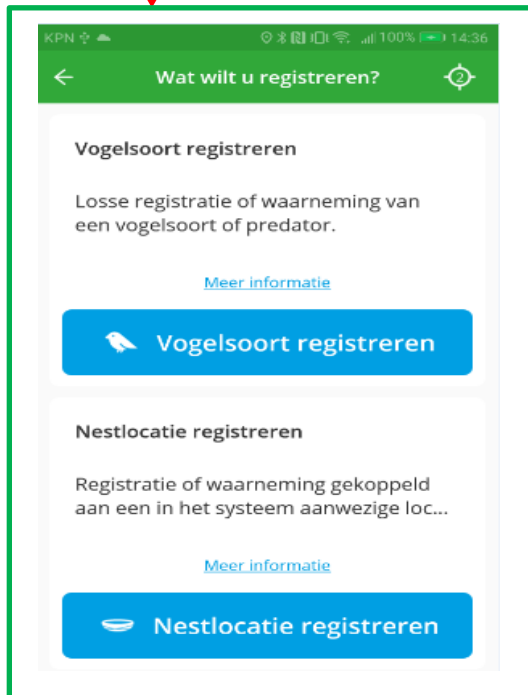 KPN 100% 14:36
Wat wilt u registreren? 2
Vogelsoort registreren
Losse registratie of waarneming van
een vogelsoort of predator.
Meer informatie
Vogelsoort registreren
Nestlocatie registreren
Registratie of waarneming gekoppeld
aan een in het systeem aanwezige loc...
Meer informatie
Nestlocatie registreren